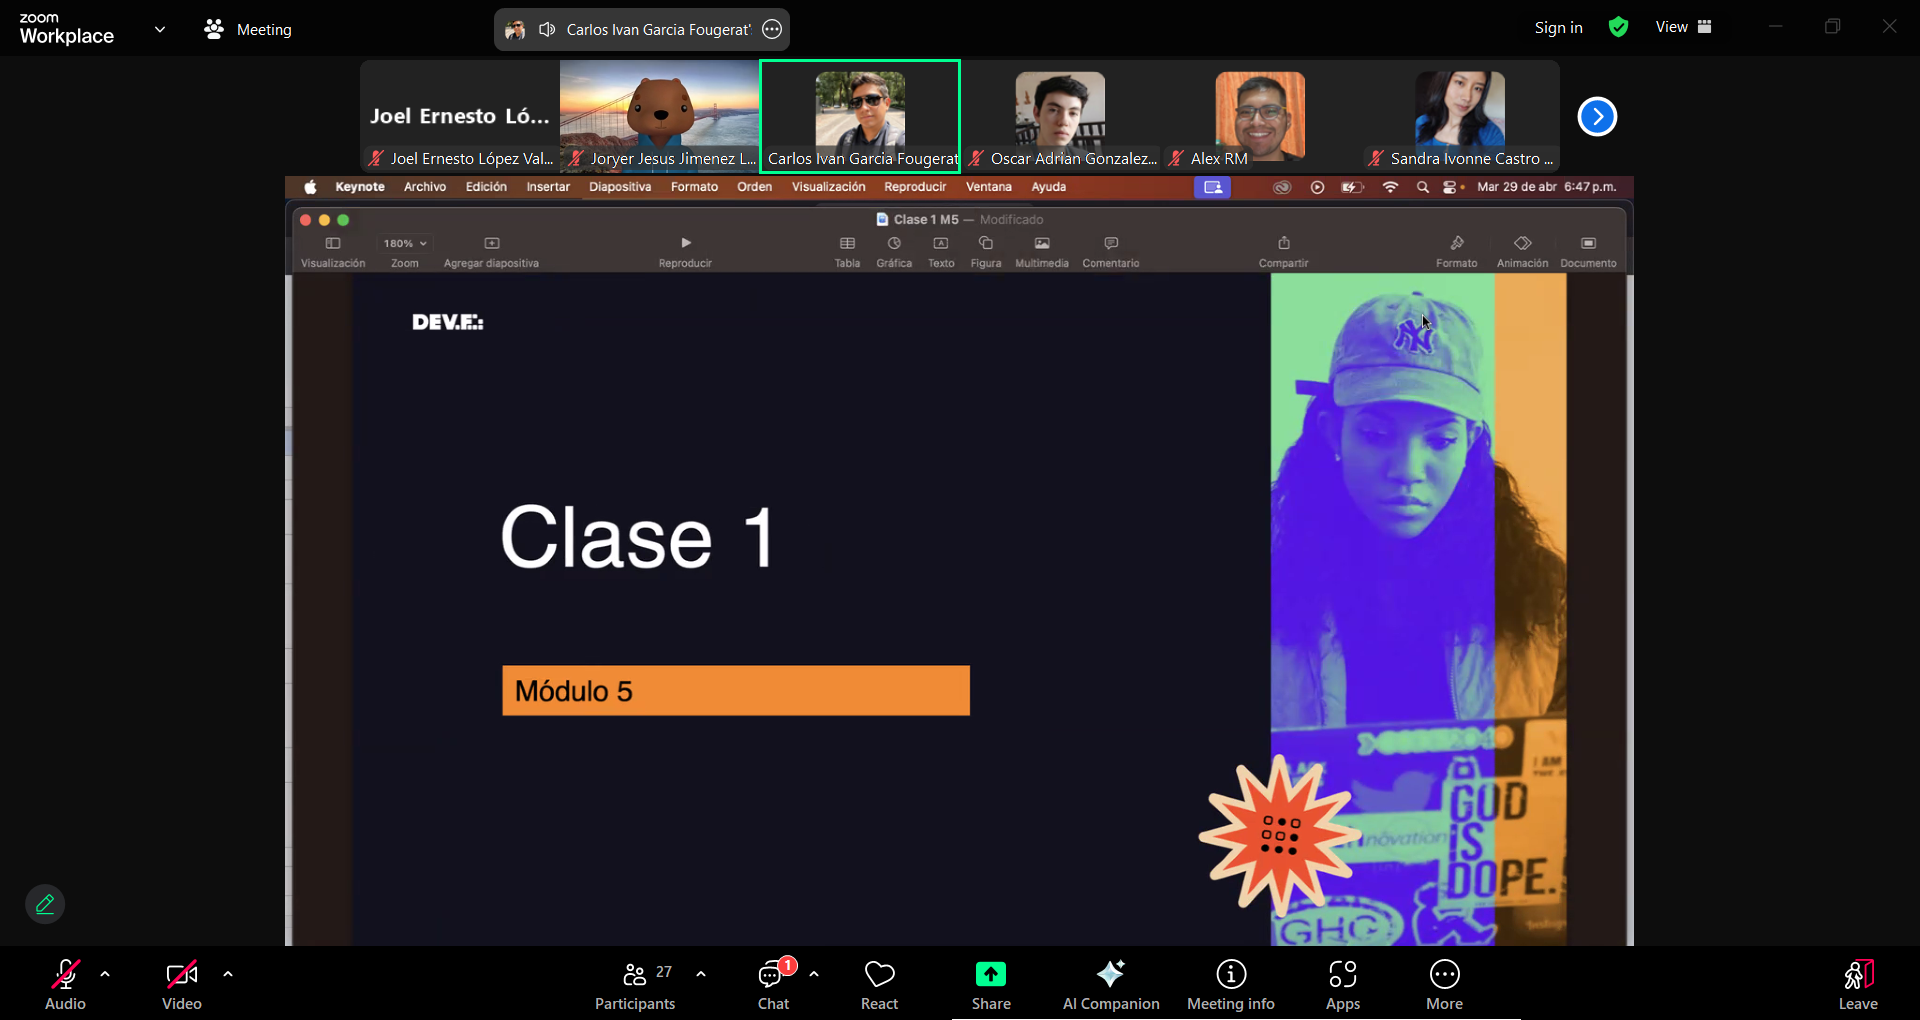 zoom
Workplace
Meeting
Carlos Ivan Garcia Fougerat'
Sign in
View
Joel Ernesto Ló...
Joel Ernesto López Val...
Joryer Jesus Jimenez L...
Carlos Ivan Garcia Fougerat
Oscar Adrian Gonzalez...
Alex RM
Sandra Ivonne Castro ...
Keynote Archivo Edición Insertar Diapositiva Formato Orden Visualización Reproducir Ventana Ayuda
Mar 29 de abr 6:47 p.m.
Clase 1 M5 — Modificado
180%
Visualización Zoom Agregar diapositiva Reproducir Tabla Gráfica Texto Figura Multimedia Comentario Compartir Formato Animación Documento
DEV.F.:
NY
Clase 1
Módulo 5
I AM
GOD
IS
DOPE.
innovation
GHG
Audio
Video
27
Participants
1
Chat
React
Share
AI Companion
Meeting info
Apps
More
Leave